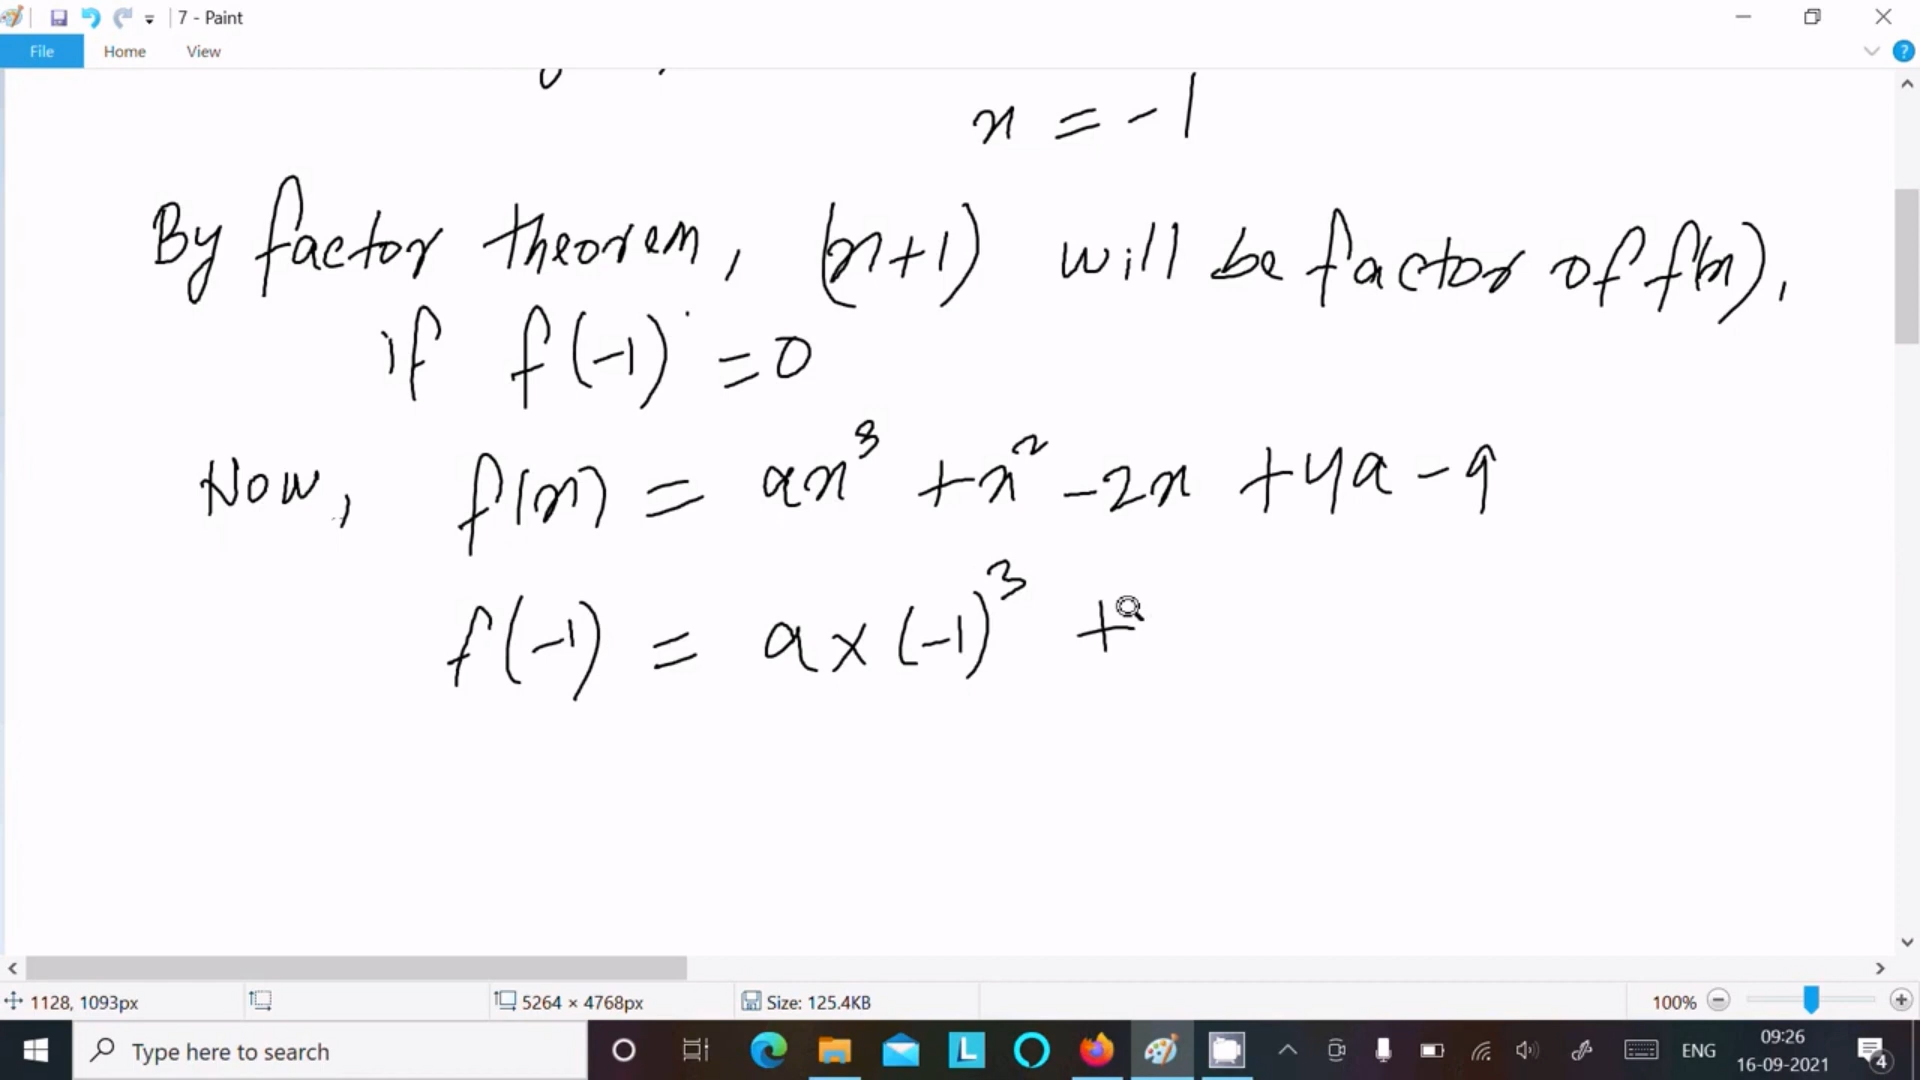 7 - Paint
File Home View
x = -1
By factor theorem, (x+1) will be factor of f(x),
if f(-1) = 0
Now, f(x) = ax³ + x² - 2x + 4a - 9
f(-1) = a × (-1)³ +
1128, 1093px 5264 × 4768px Size: 125.4KB 100%
Type here to search L ENG 09:26
16-09-2021 4